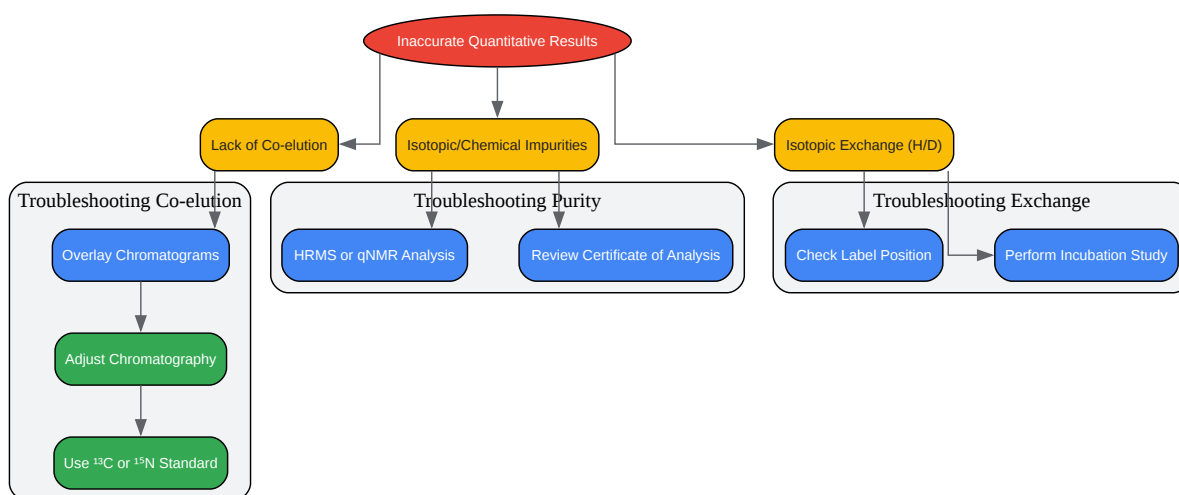 Inaccurate Quantitative Results
Lack of Co-elution
Isotopic/Chemical Impurities
Isotopic Exchange (H/D)
Troubleshooting Co-elution
Troubleshooting Purity
Troubleshooting Exchange
Overlay Chromatograms
HRMS or qNMR Analysis
Review Certificate of Analysis
Check Label Position
Perform Incubation Study
Adjust Chromatography
Use ¹³C or ¹⁵N Standard